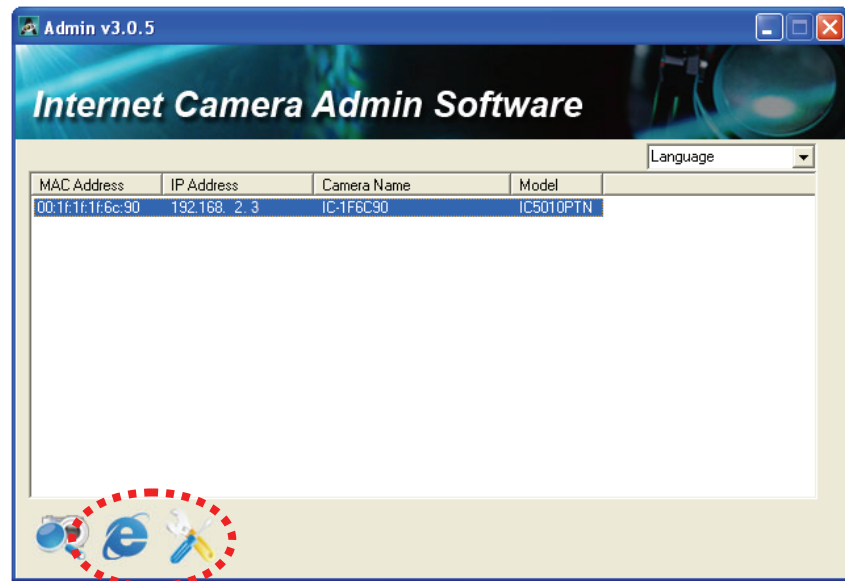 Admin v3.0.5
Internet Camera Admin Software
Language
MAC Address IP Address Camera Name Model
00:1f:1f:1f:6c:90 192.168. 2. 3 IC-1F6C90 IC5010PTN